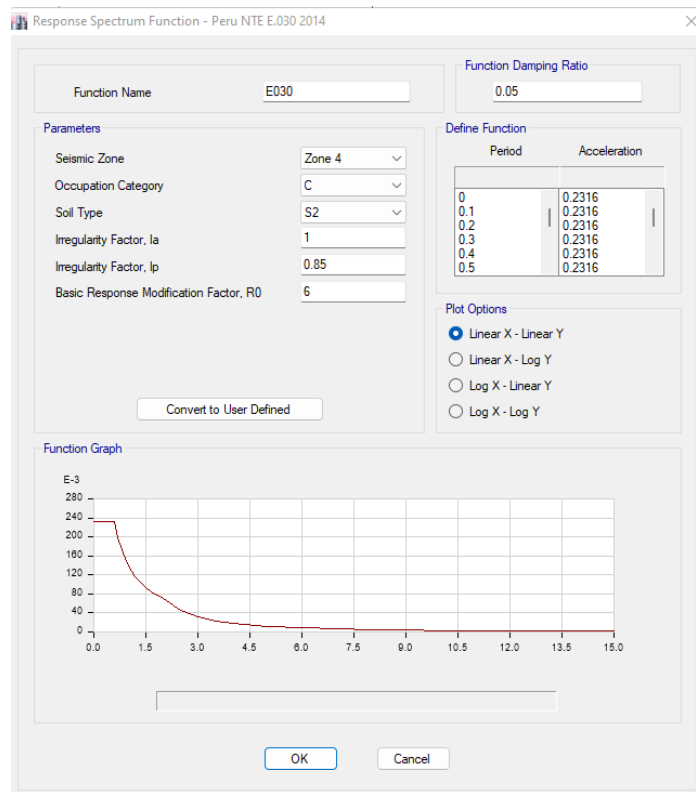 Response Spectrum Function - Peru NTE E.030 2014
Function Name
E030
Function Damping Ratio
0.05
Parameters
Seismic Zone
Zone 4
Occupation Category
C
Soil Type
S2
Irregularity Factor, Ia
1
Irregularity Factor, Ip
0.85
Basic Response Modification Factor, R0
6
Convert to User Defined
Define Function
Period Acceleration
0 0.2316
0.1 0.2316
0.2 0.2316
0.3 0.2316
0.4 0.2316
0.5 0.2316
Plot Options
Linear X - Linear Y
Linear X - Log Y
Log X - Linear Y
Log X - Log Y
Function Graph
E-3
280
240
200
160
120
80
40
0
0.0 1.5 3.0 4.5 6.0 7.5 9.0 10.5 12.0 13.5 15.0
OK
Cancel